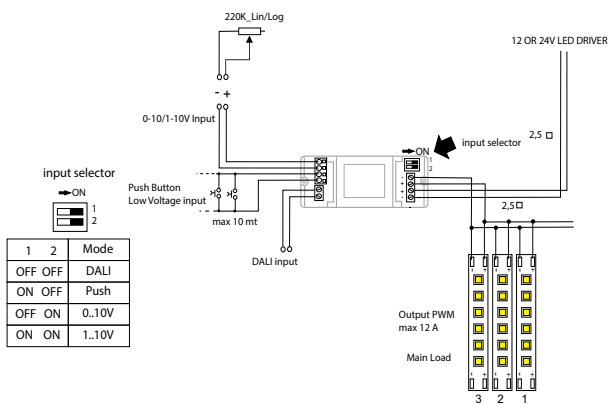 220K_Lin/Log
12 OR 24V LED DRIVER
- +
0-10/1-10V Input
ON
input selector
1
2
2,5
Push Button
Low Voltage input
max 10 mt
- + + -
2,5
DALI input
input selector
ON
1
2
1 2 Mode
OFF OFF DALI
ON OFF Push
OFF ON 0..10V
ON ON 1..10V
Output PWM
max 12 A
Main Load
- + - + - +
- + - + - +
3 2 1